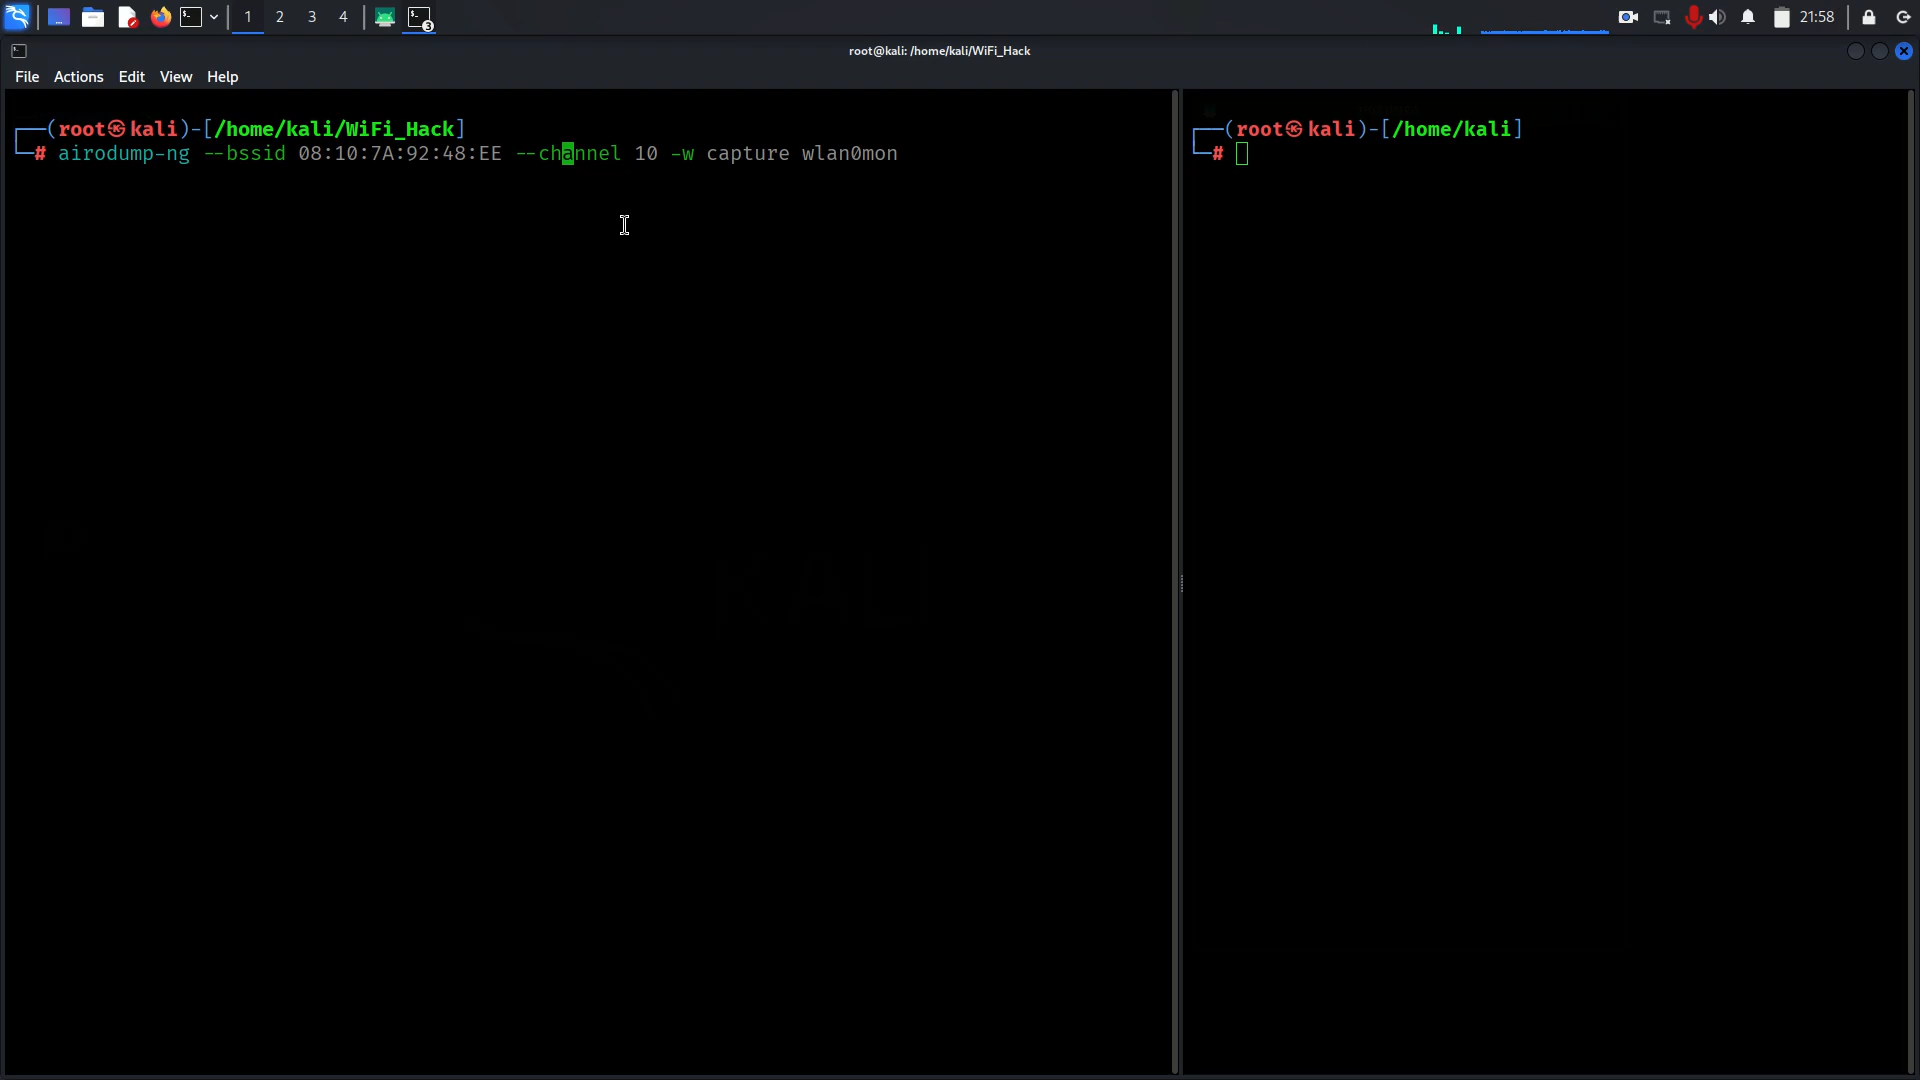 1 2 3 4 3 21:58
root@kali: /home/kali/WiFi_Hack
File Actions Edit View Help
┌──(root㉿kali)-[/home/kali/WiFi_Hack]
└─# airodump-ng --bssid 08:10:7A:92:48:EE --channel 10 -w capture wlan0mon
┌──(root㉿kali)-[/home/kali]
└─#